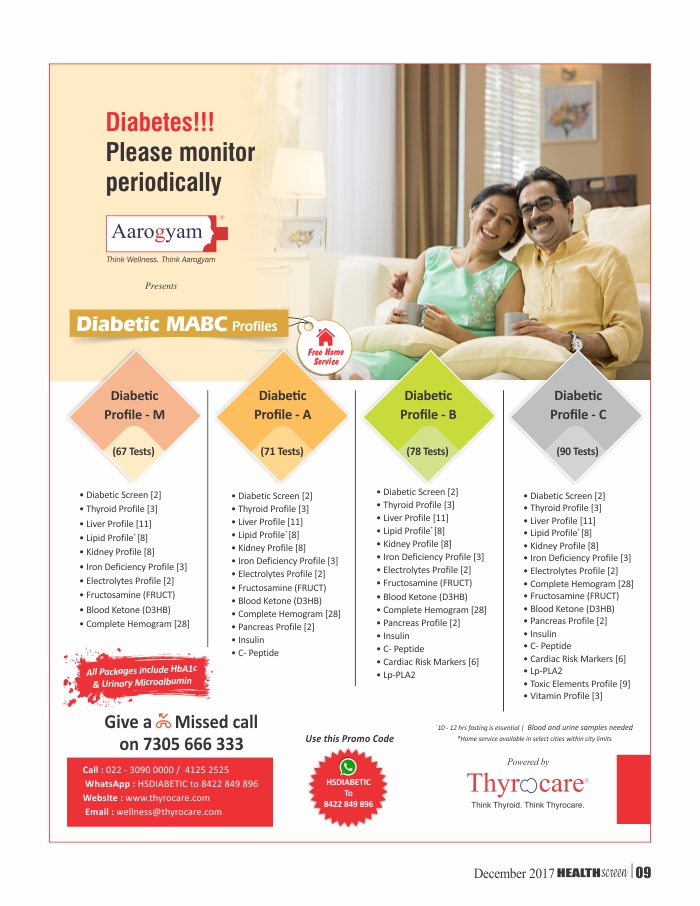 Diabetes!!!
Please monitor
periodically
Aarogyam®
Think Wellness. Think Aarogyam
Presents
Diabetic MABC Profiles
Free Home
Service
Diabetic
Profile - M
(67 Tests)
• Diabetic Screen [2]
• Thyroid Profile [3]
• Liver Profile [11]
• Lipid Profile* [8]
• Kidney Profile [8]
• Iron Deficiency Profile [3]
• Electrolytes Profile [2]
• Fructosamine (FRUCT)
• Blood Ketone (D3HB)
• Complete Hemogram [28]
Diabetic
Profile - A
(71 Tests)
• Diabetic Screen [2]
• Thyroid Profile [3]
• Liver Profile [11]
• Lipid Profile* [8]
• Kidney Profile [8]
• Iron Deficiency Profile [3]
• Electrolytes Profile [2]
• Fructosamine (FRUCT)
• Blood Ketone (D3HB)
• Complete Hemogram [28]
• Pancreas Profile [2]
• Insulin
• C- Peptide
Diabetic
Profile - B
(78 Tests)
• Diabetic Screen [2]
• Thyroid Profile [3]
• Liver Profile [11]
• Lipid Profile* [8]
• Kidney Profile [8]
• Iron Deficiency Profile [3]
• Electrolytes Profile [2]
• Fructosamine (FRUCT)
• Blood Ketone (D3HB)
• Complete Hemogram [28]
• Pancreas Profile [2]
• Insulin
• C- Peptide
• Cardiac Risk Markers [6]
• Lp-PLA2
Diabetic
Profile - C
(90 Tests)
• Diabetic Screen [2]
• Thyroid Profile [3]
• Liver Profile [11]
• Lipid Profile* [8]
• Kidney Profile [8]
• Iron Deficiency Profile [3]
• Electrolytes Profile [2]
• Complete Hemogram [28]
• Fructosamine (FRUCT)
• Blood Ketone (D3HB)
• Pancreas Profile [2]
• Insulin
• C- Peptide
• Cardiac Risk Markers [6]
• Lp-PLA2
• Toxic Elements Profile [9]
• Vitamin Profile [3]
All Packages include HbA1c
& Urinary Microalbumin
Give a Missed call
on 7305 666 333
Call : 022 - 3090 0000 / 4125 2525
WhatsApp : HSDIABETIC to 8422 849 896
Website : www.thyrocare.com
Email : wellness@thyrocare.com
Use this Promo Code
HSDIABETIC
To
8422 849 896
*10 - 12 hrs fasting is essential | Blood and urine samples needed
*Home service available in select cities within city limits
Powered by
Thyrocare®
Think Thyroid. Think Thyrocare.
December 2017 HEALTHscreen | 09